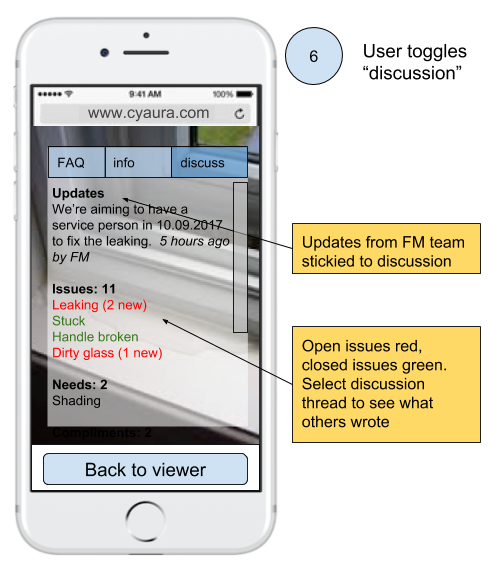 6
User toggles
“discussion”
9:41 AM
100%
www.cyaura.com
FAQ
info
discuss
Updates
We're aiming to have a
service person in 10.09.2017
to fix the leaking. 5 hours ago
by FM
Issues: 11
Leaking (2 new)
Stuck
Handle broken
Dirty glass (1 new)
Needs: 2
Shading
Compliments: 2
Back to viewer
Updates from FM team
stickied to discussion
Open issues red,
closed issues green.
Select discussion
thread to see what
others wrote